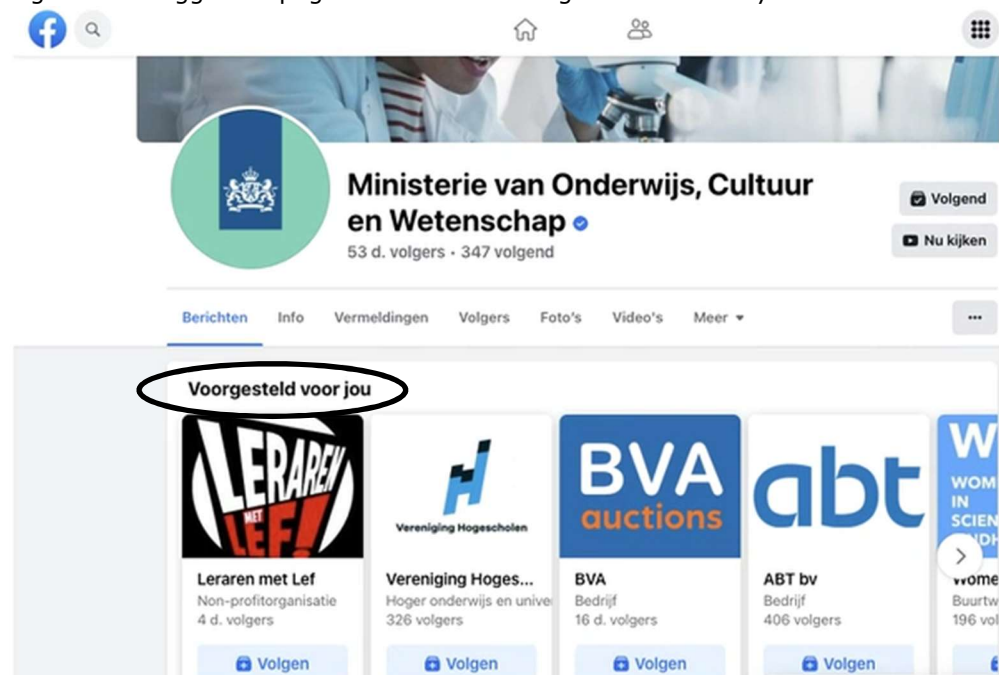 Ministerie van Onderwijs, Cultuur
en Wetenschap
53 d. volgers · 347 volgend
Volgend
Nu kijken
Berichten Info Vermeldingen Volgers Foto's Video's Meer
Voorgesteld voor jou
LERAREN
MET
LEF!
Vereniging Hogescholen
BVA
auctions
abt
W
WOM
IN
SCIEN
Leraren met Lef
Non-profitorganisatie
4 d. volgers
Volgen
Vereniging Hoges...
Hoger onderwijs en unive
326 volgers
Volgen
BVA
Bedrijf
16 d. volgers
Volgen
ABT bv
Bedrijf
406 volgers
Volgen
Wome
Buurtw
196 vol